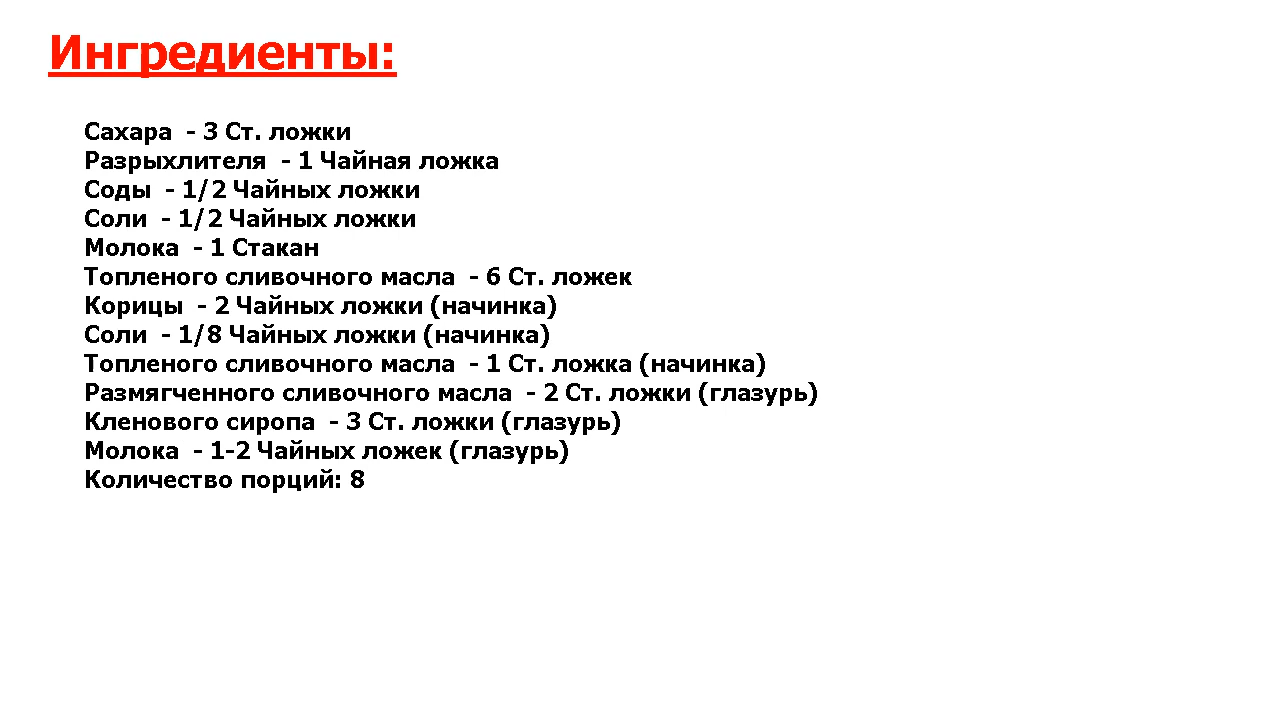 Ингредиенты:
Сахара  - 3 Ст. ложки
Разрыхлителя  - 1 Чайная ложка
Соды  - 1/2 Чайных ложки
Соли  - 1/2 Чайных ложки
Молока  - 1 Стакан
Топленого сливочного масла  - 6 Ст. ложек
Корицы  - 2 Чайных ложки (начинка)
Соли  - 1/8 Чайных ложки (начинка)
Топленого сливочного масла  - 1 Ст. ложка (начинка)
Размягченного сливочного масла  - 2 Ст. ложки (глазурь)
Кленового сиропа  - 3 Ст. ложки (глазурь)
Молока  - 1-2 Чайных ложек (глазурь)
Количество порций: 8